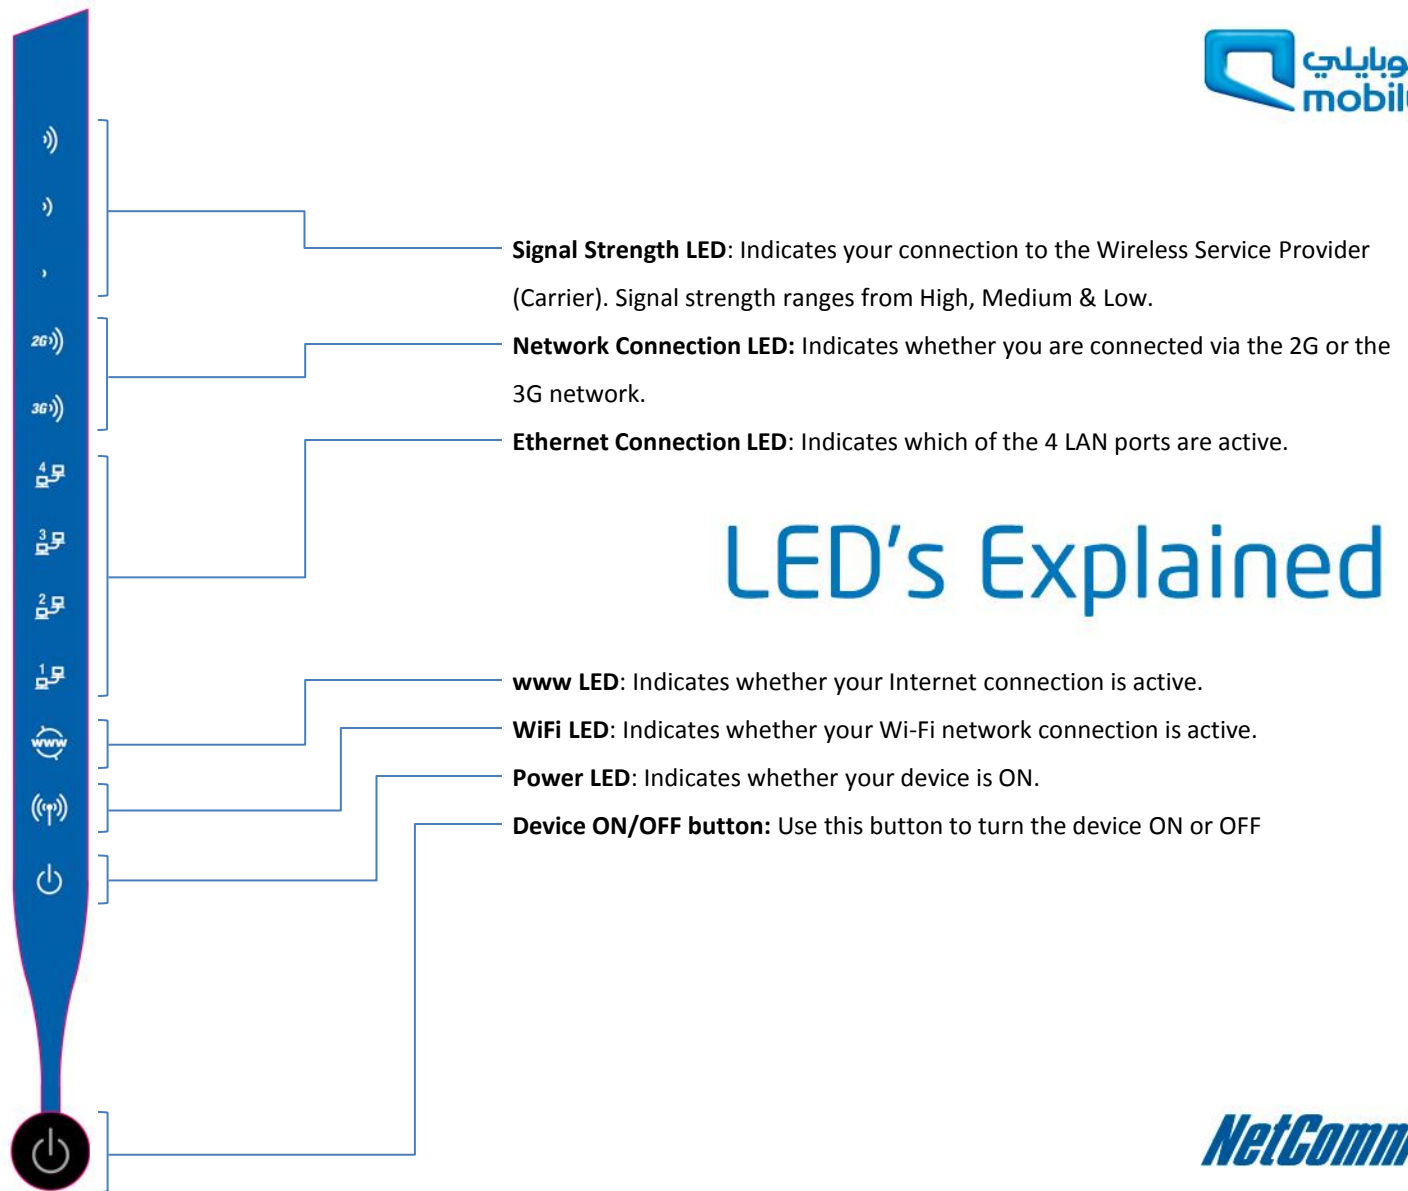 Signal Strength LED: Indicates your connection to the Wireless Service Provider
(Carrier). Signal strength ranges from High, Medium & Low.
2G
Network Connection LED: Indicates whether you are connected via the 2G or the
3G network.
3G
Ethernet Connection LED: Indicates which of the 4 LAN ports are active.
4
3
LED's Explained
2
1
www LED: Indicates whether your Internet connection is active.
www
WiFi LED: Indicates whether your Wi-Fi network connection is active.
Power LED: Indicates whether your device is ON.
Device ON/OFF button: Use this button to turn the device ON or OFF
NetComm